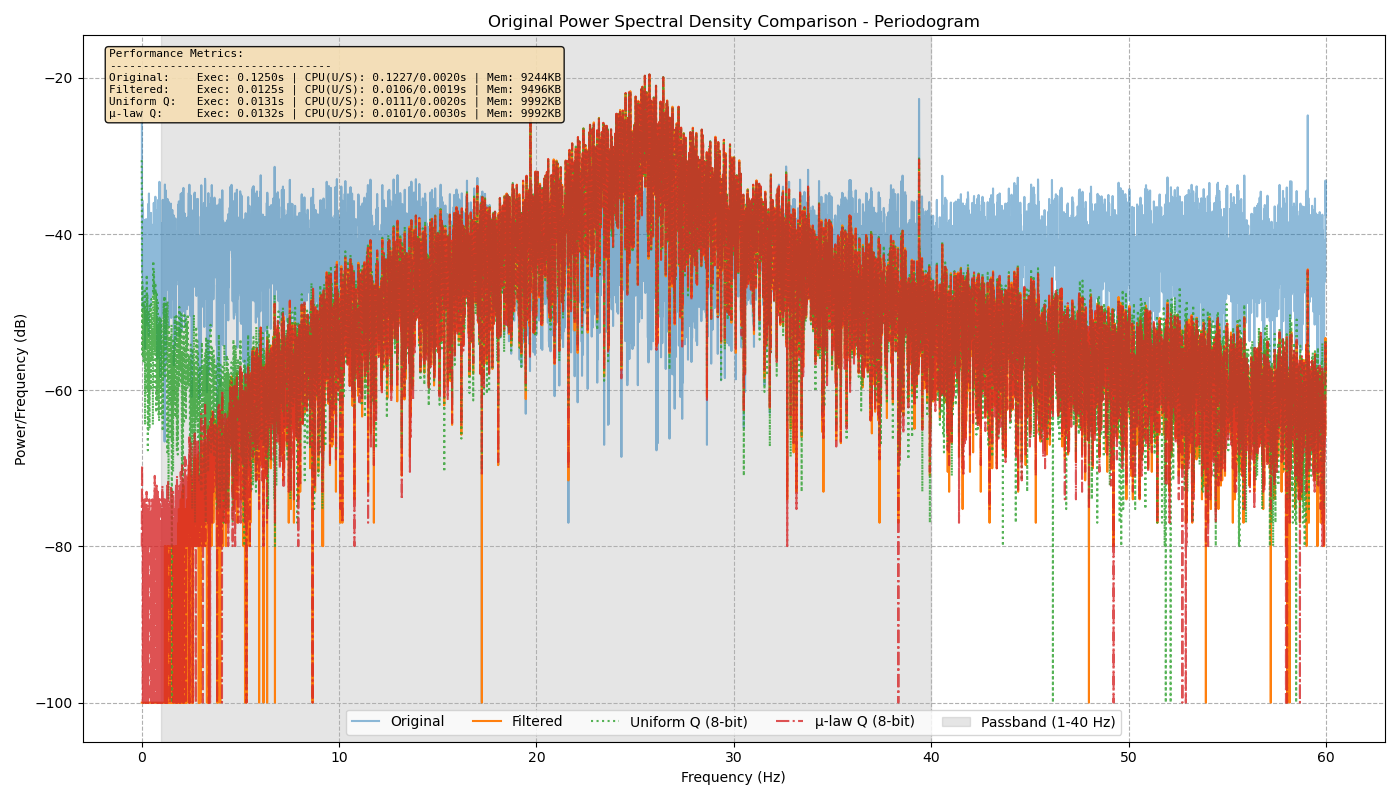 Original Power Spectral Density Comparison - Periodogram
Performance Metrics:
----------------------------------
Original:    Exec: 0.1250s | CPU(U/S): 0.1227/0.0020s | Mem: 9244KB
Filtered:    Exec: 0.0125s | CPU(U/S): 0.0106/0.0019s | Mem: 9496KB
Uniform Q:   Exec: 0.0131s | CPU(U/S): 0.0111/0.0020s | Mem: 9992KB
μ-law Q:     Exec: 0.0132s | CPU(U/S): 0.0101/0.0030s | Mem: 9992KB
−20
−40
−60
−80
−100
Power/Frequency (dB)
Original
Filtered
Uniform Q (8-bit)
μ-law Q (8-bit)
Passband (1-40 Hz)
0
10
20
30
40
50
60
Frequency (Hz)